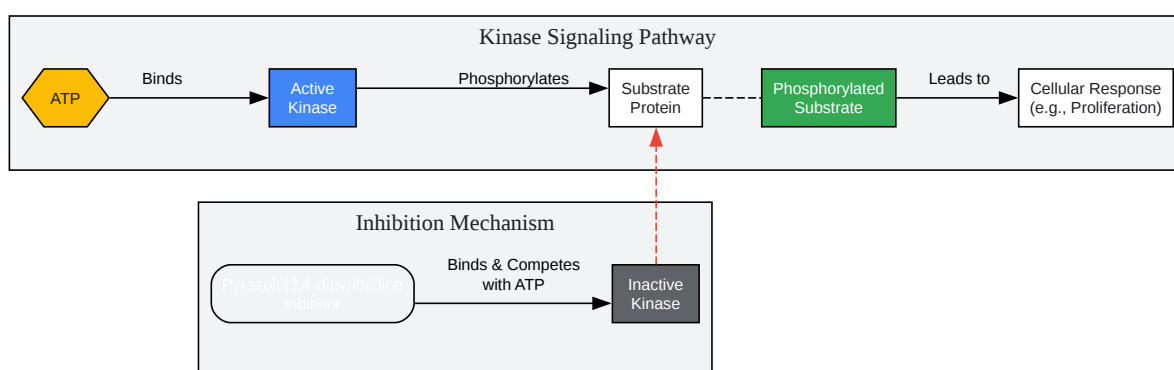 Kinase Signaling Pathway
ATP
Binds
Active
Kinase
Phosphorylates
Substrate
Protein
Phosphorylated
Substrate
Leads to
Cellular Response
(e.g., Proliferation)
Inhibition Mechanism
Pyrazolo[3,4-d]pyrimidine
Inhibitor
Binds & Competes
with ATP
Inactive
Kinase